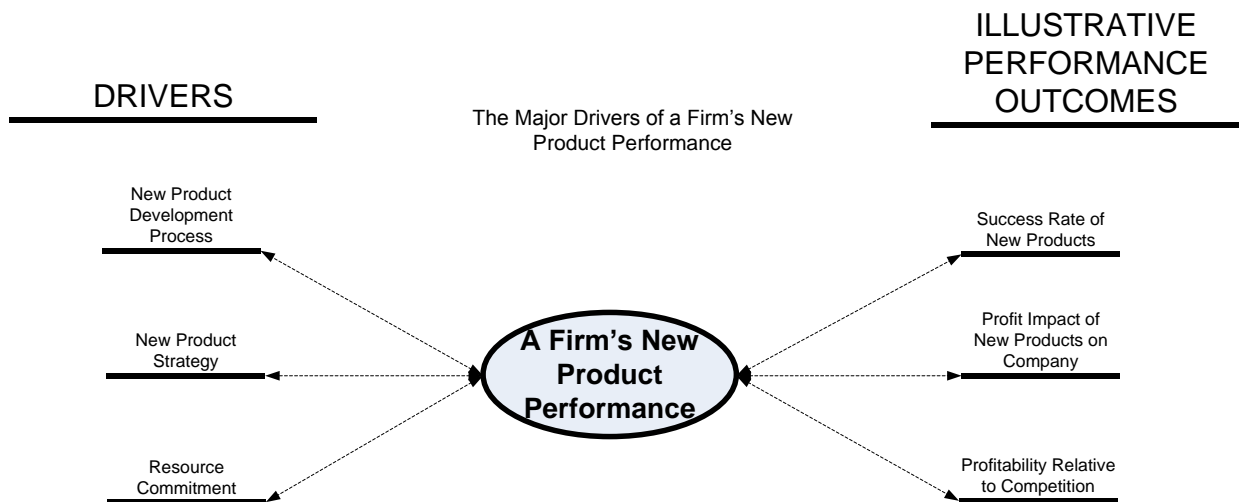 DRIVERS
The Major Drivers of a Firm's New
Product Performance
ILLUSTRATIVE
PERFORMANCE
OUTCOMES
New Product
Development
Process
New Product
Strategy
Resource
Commitment
A Firm's New
Product
Performance
Success Rate of
New Products
Profit Impact of
New Products on
Company
Profitability Relative
to Competition